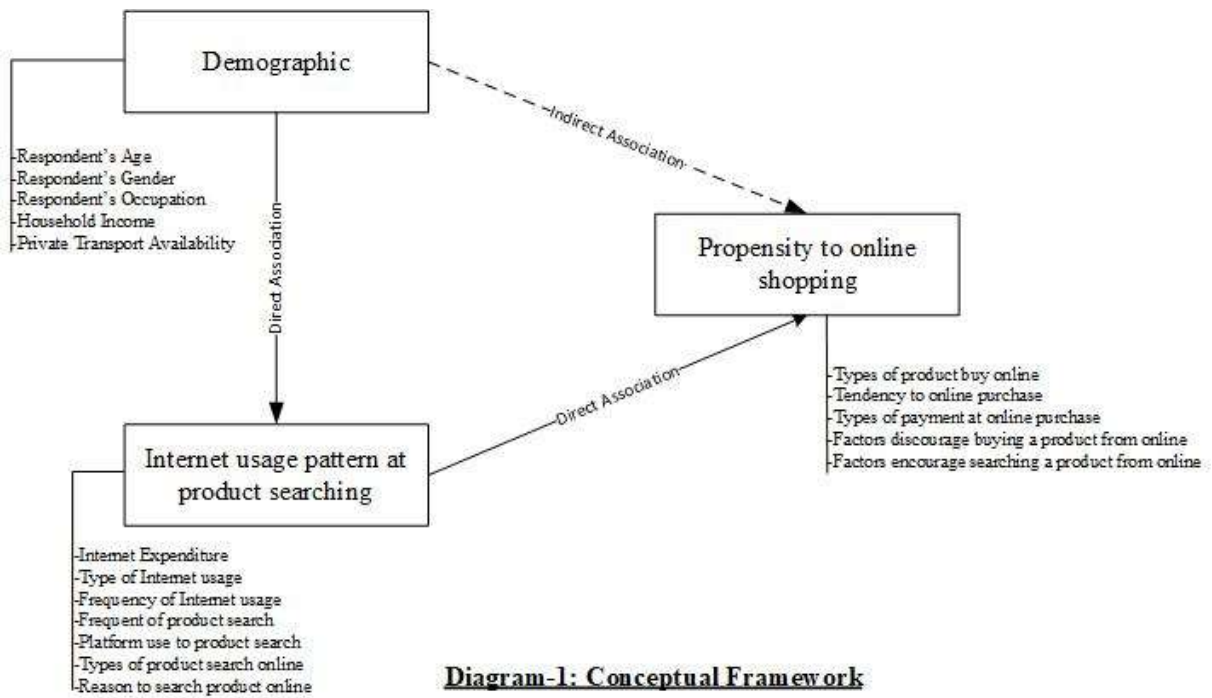 Demographic
-Respondent's Age
-Respondent's Gender
-Respondent's Occupation
-Household Income
-Private Transport Availability
Indirect Association
Direct Association
Propensity to online
shopping
-Types of product buy online
-Tendency to online purchase
-Types of payment at online purchase
-Factors discourage buying a product from online
-Factors encourage searching a product from online
Direct Association
Internet usage pattern at
product searching
-Internet Expenditure
-Type of Internet usage
-Frequency of Internet usage
-Frequent of product search
-Platform use to product search
-Types of product search online
-Reason to search product online
Diagram-1: Conceptual Framework